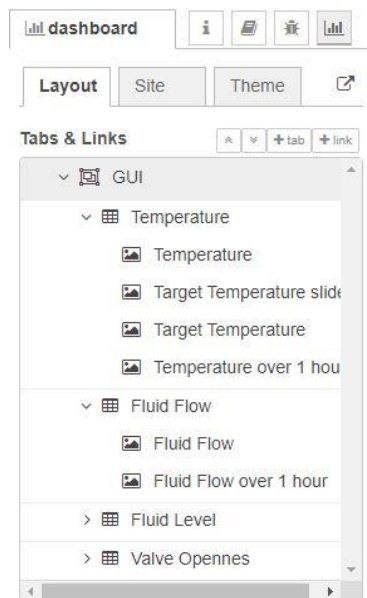 dashboard
Layout Site Theme
Tabs & Links +tab +link
GUI
Temperature
Temperature
Target Temperature slide
Target Temperature
Temperature over 1 hou
Fluid Flow
Fluid Flow
Fluid Flow over 1 hour
Fluid Level
Valve Opennes